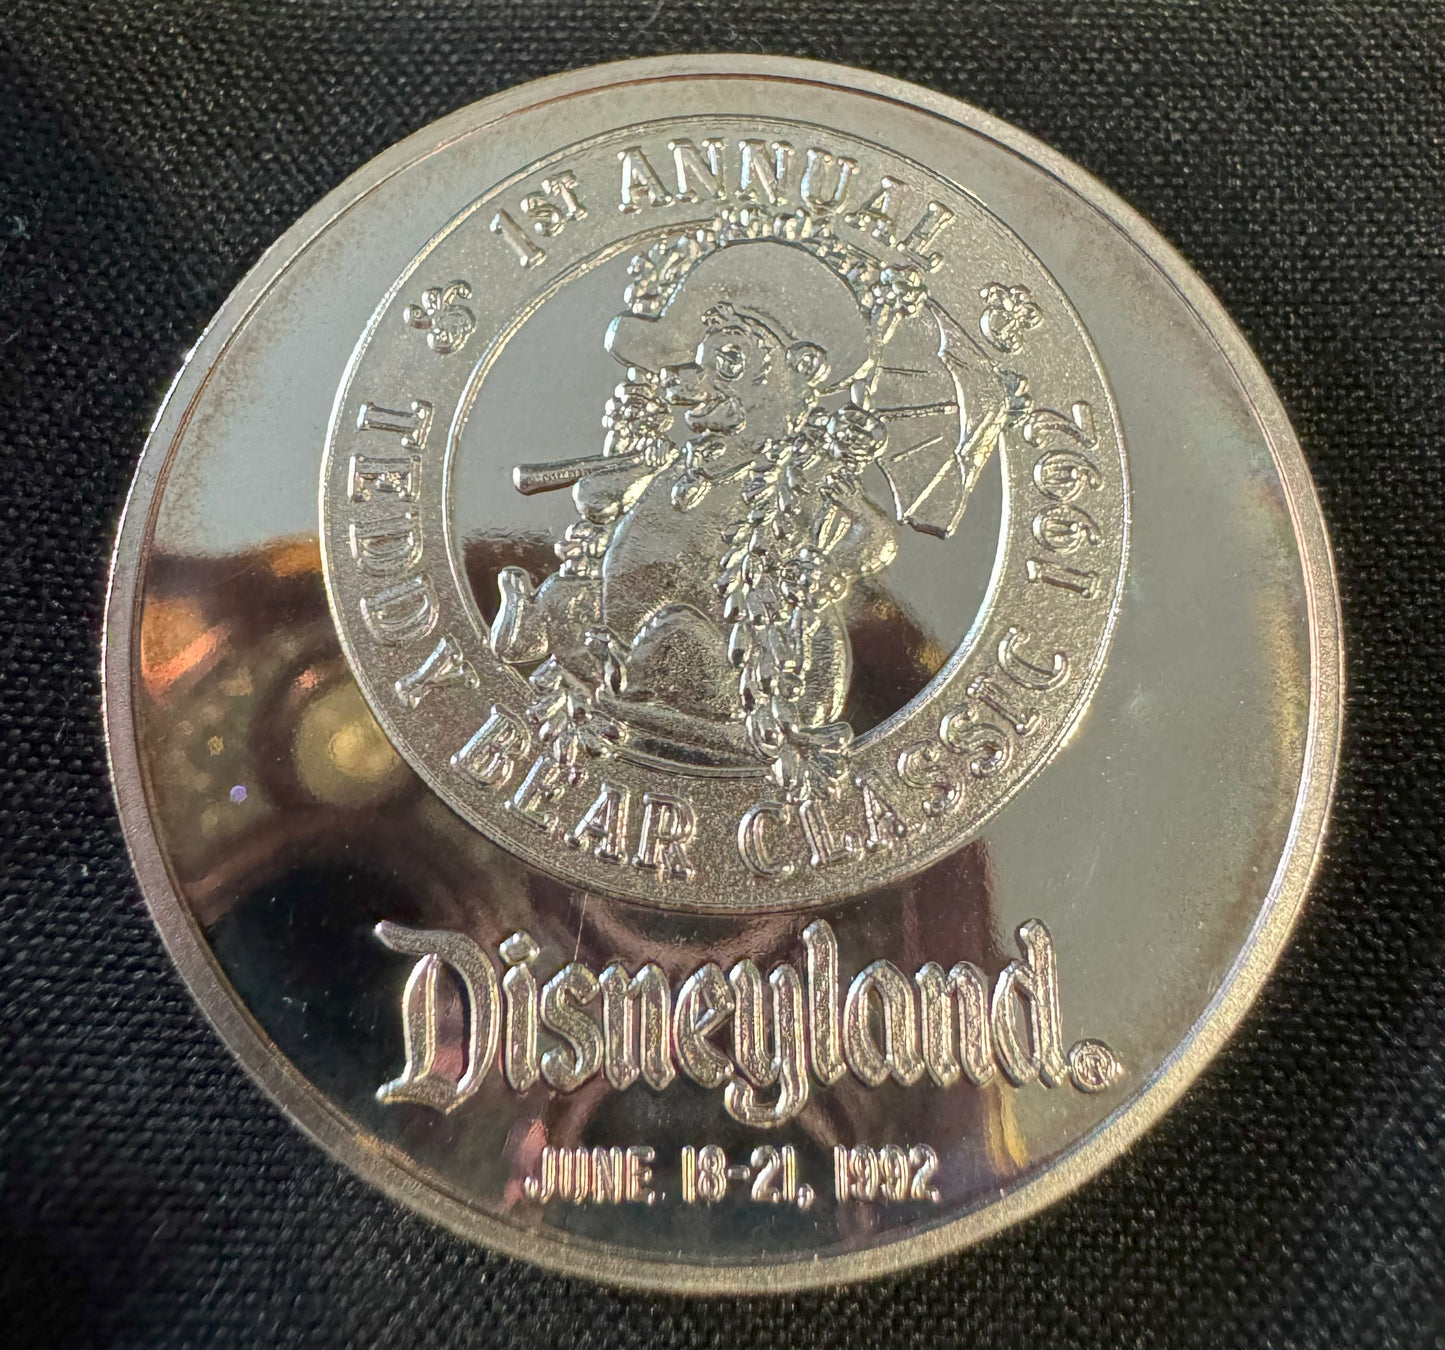 1ST ANNUAL
TEDDY BEAR CLASSIC 1992
Disneyland®
JUNE 18-21, 1992